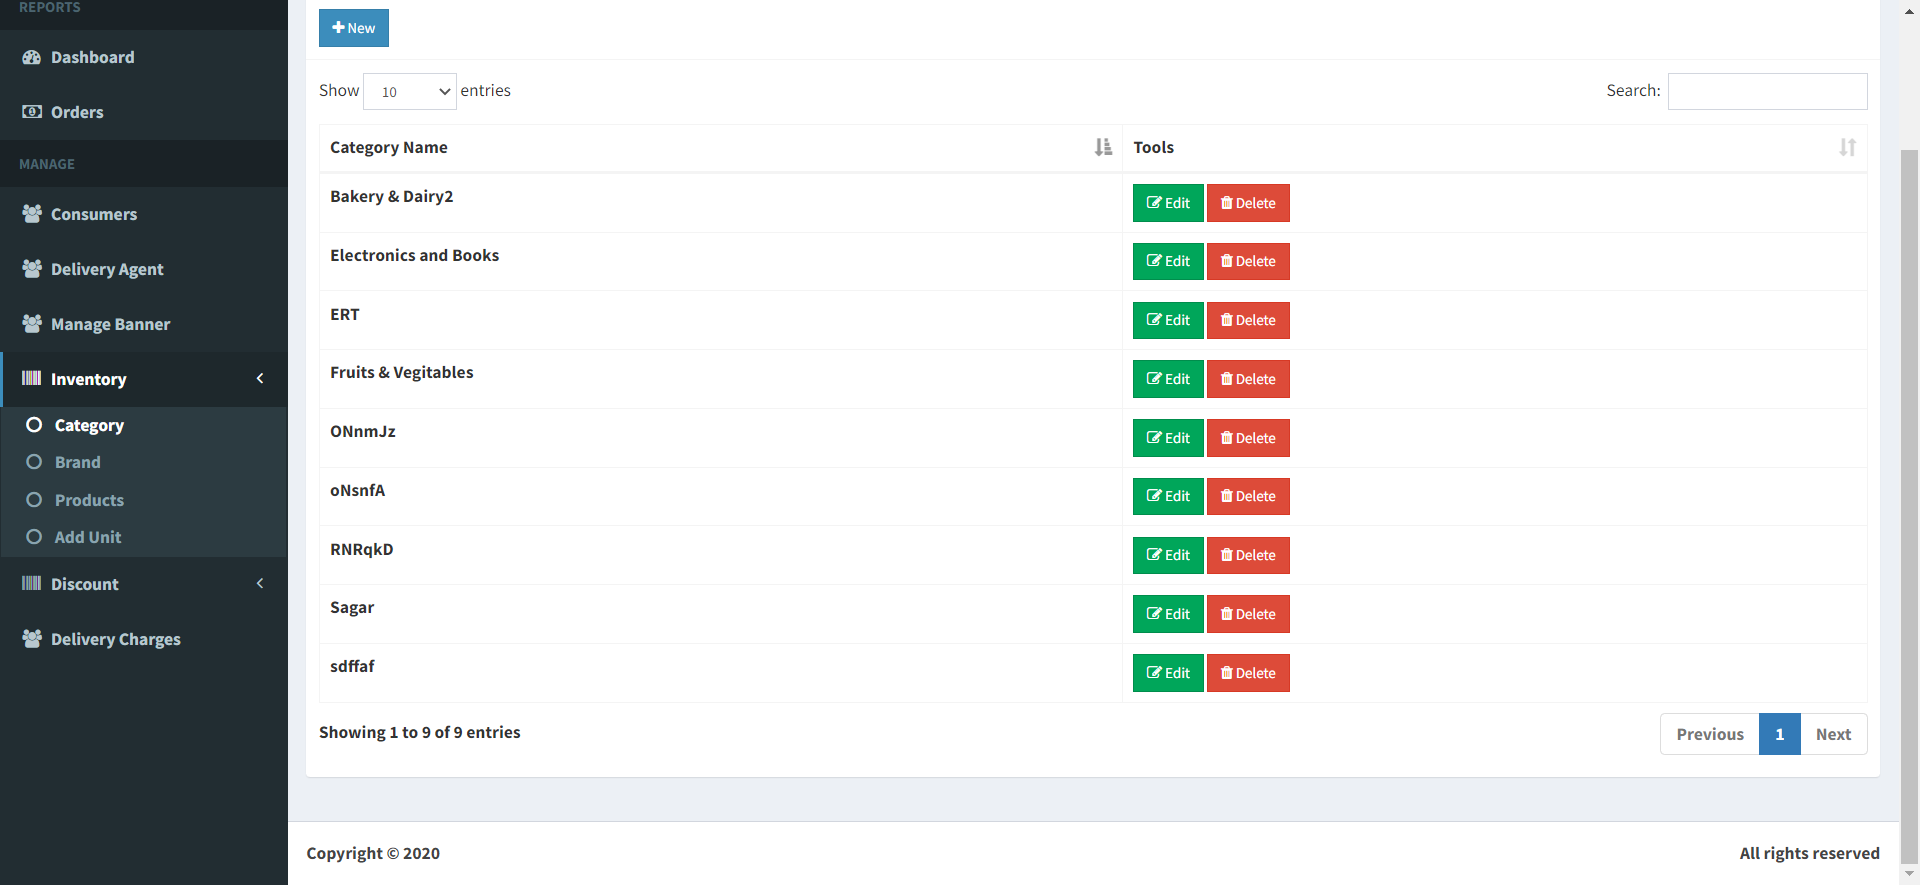 REPORTS
Dashboard
Orders
MANAGE
Consumers
Delivery Agent
Manage Banner
Inventory
Category
Brand
Products
Add Unit
Discount
Delivery Charges
New
Show 10 entries
Search:
Category Name Tools
Bakery & Dairy2 Edit Delete
Electronics and Books Edit Delete
ERT Edit Delete
Fruits & Vegitables Edit Delete
ONnmJz Edit Delete
oNsnfA Edit Delete
RNRqkD Edit Delete
Sagar Edit Delete
sdffaf Edit Delete
Showing 1 to 9 of 9 entries
Previous 1 Next
Copyright © 2020
All rights reserved